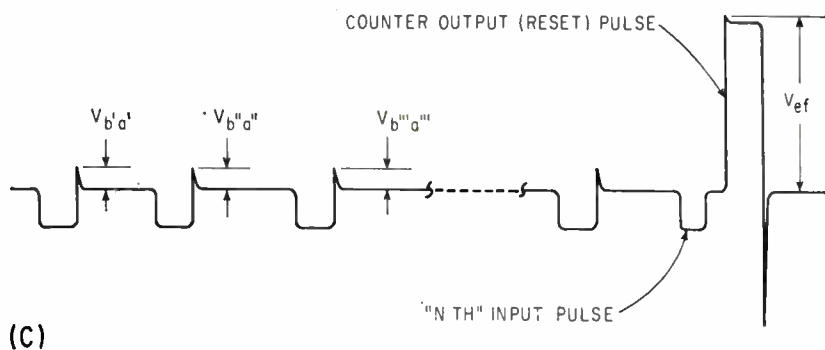 COUNTER OUTPUT (RESET) PULSE
Vb'a' Vb"a" Vb'''a''' Vef
"N TH" INPUT PULSE
(C)